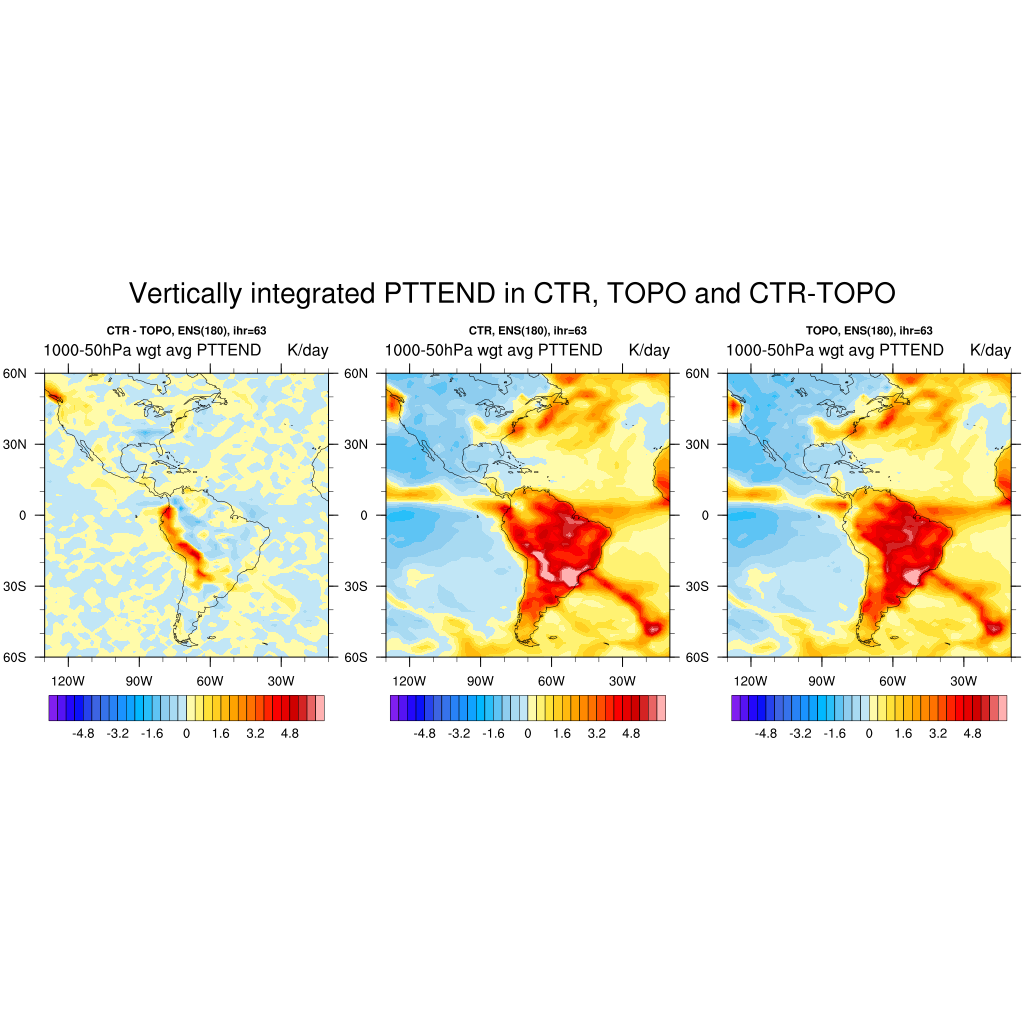 Vertically integrated PTTEND in CTR, TOPO and CTR-TOPO
CTR - TOPO, ENS(180), ihr=63
1000-50hPa wgt avg PTTEND K/day
60N
30N
0
30S
60S
120W 90W 60W 30W
-4.8 -3.2 -1.6 0 1.6 3.2 4.8
CTR, ENS(180), ihr=63
1000-50hPa wgt avg PTTEND K/day
60N
30N
0
30S
60S
120W 90W 60W 30W
-4.8 -3.2 -1.6 0 1.6 3.2 4.8
TOPO, ENS(180), ihr=63
1000-50hPa wgt avg PTTEND K/day
60N
30N
0
30S
60S
120W 90W 60W 30W
-4.8 -3.2 -1.6 0 1.6 3.2 4.8